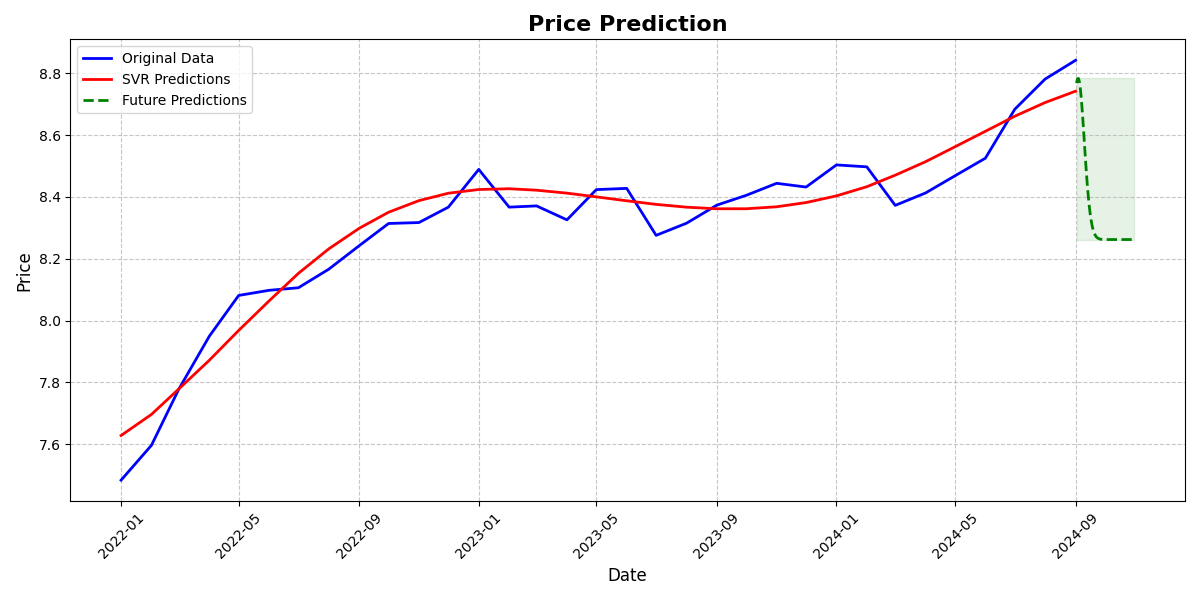 Price Prediction
Original Data
SVR Predictions
Future Predictions
Price
8.8
8.6
8.4
8.2
8.0
7.8
7.6
2022-01
2022-05
2022-09
2023-01
2023-05
2023-09
2024-01
2024-05
2024-09
Date